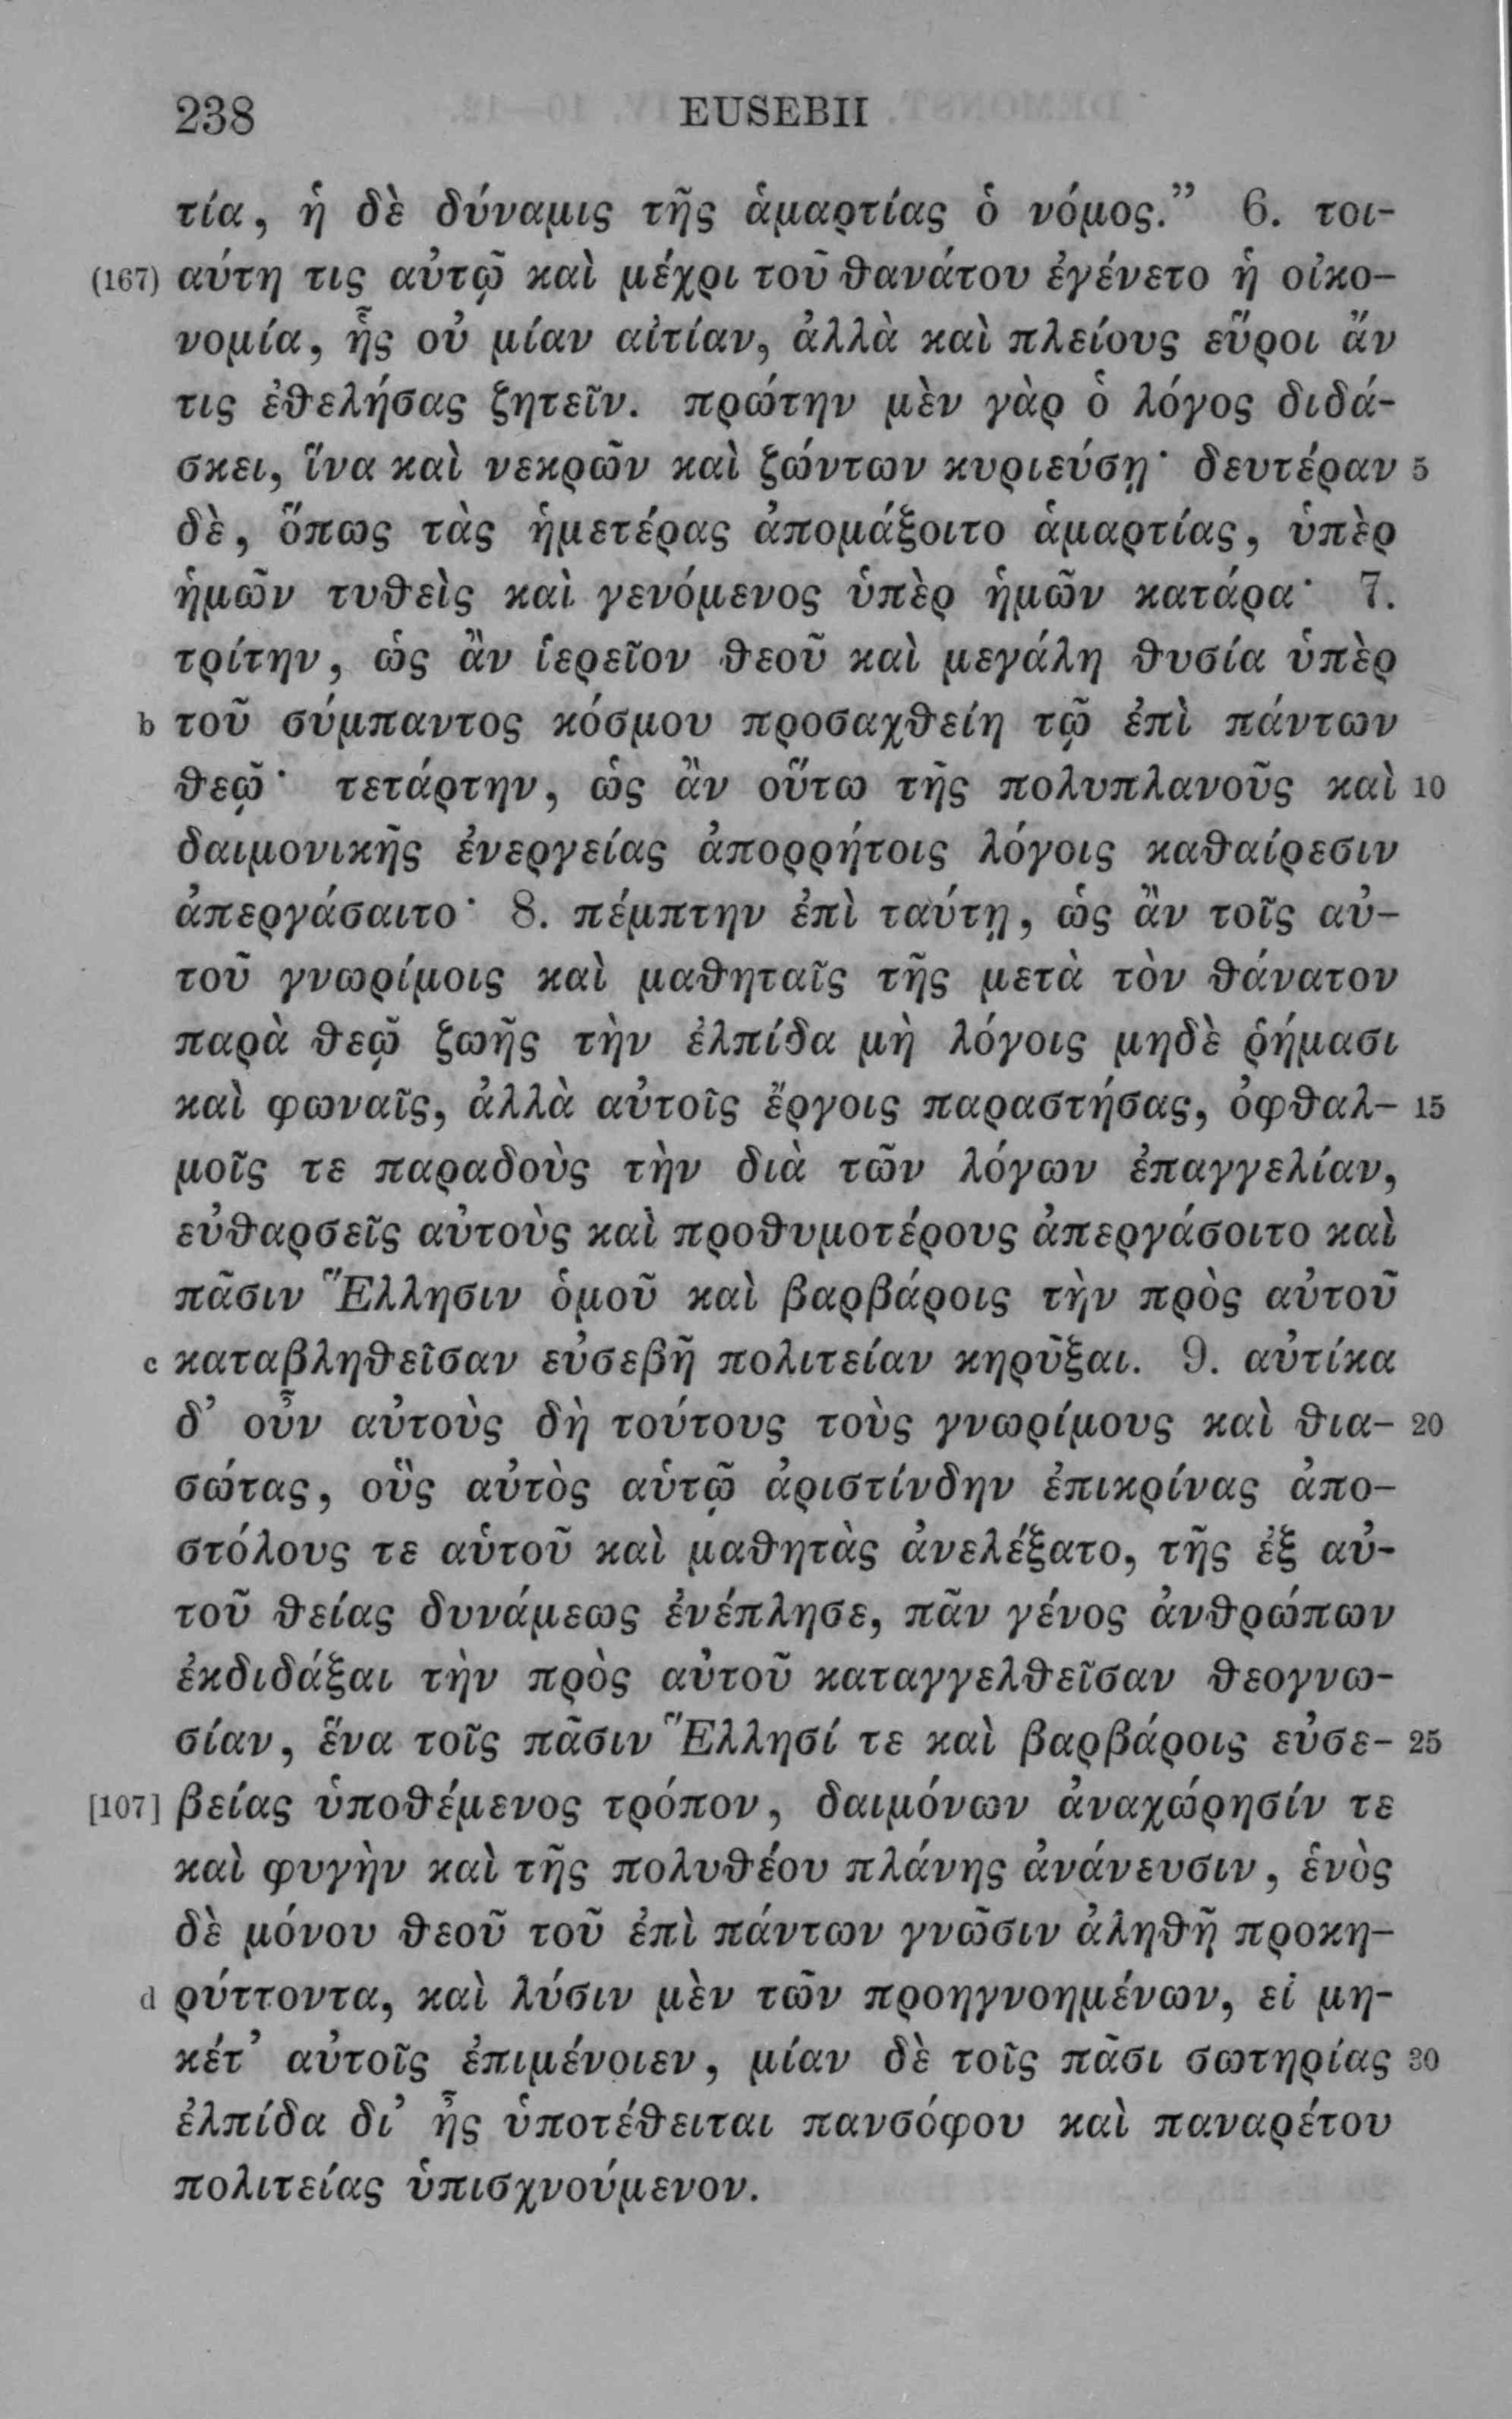 238 EUSEBII
τία, ἡ δὲ δύναμις τῆς ἁμαρτίας ὁ νόμος.” 6. τοι-
(167) αύτη τις αὐτῷ καὶ μέχρι τοῦ θανάτου ἐγένετο ἡ οἰκο-
νομία, ἧς οὐ μίαν αἰτίαν, ἀλλὰ καὶ πλείους εὕροι ἄν
τις ἐθελήσας ζητεῖν. πρώτην μὲν γὰρ ὁ λόγος διδά-
σκει, ἵνα καὶ νεκρῶν καὶ ζώντων κυριεύσῃ· δευτέραν 5
δὲ, ὅπως τὰς ἡμετέρας ἀπομάξοιτο ἁμαρτίας, ὑπὲρ
ἡμῶν τυθεὶς καὶ γενόμενος ὑπὲρ ἡμῶν κατάρα· 7.
τρίτην, ὡς ἂν ἱερεῖον θεοῦ καὶ μεγάλη θυσία ὑπὲρ
b τοῦ σύμπαντος κόσμου προσαχθείη τῷ ἐπὶ πάντων
θεῷ· τετάρτην, ὡς ἂν οὕτω τῆς πολυπλανοῦς καὶ 10
δαιμονικῆς ἐνεργείας ἀπορρήτοις λόγοις καθαίρεσιν
ἀπεργάσαιτο· 8. πέμπτην ἐπὶ ταύτῃ, ὡς ἂν τοῖς αὐ-
τοῦ γνωρίμοις καὶ μαθηταῖς τῆς μετὰ τὸν θάνατον
παρὰ θεῷ ζωῆς τὴν ἐλπίδα μὴ λόγοις μηδὲ ῥήμασι
καὶ φωναῖς, ἀλλὰ αὐτοῖς ἔργοις παραστήσας, ὀφθαλ- 15
μοῖς τε παραδοὺς τὴν διὰ τῶν λόγων ἐπαγγελίαν,
εὐθαρσεῖς αὐτοὺς καὶ προθυμοτέρους ἀπεργάσοιτο καὶ
πᾶσιν Ἕλλησιν ὁμοῦ καὶ βαρβάροις τὴν πρὸς αὐτοῦ
c καταβληθεῖσαν εὐσεβῆ πολιτείαν κηρῦξαι. 9. αὐτίκα
δ’ οὖν αὐτοὺς δὴ τούτους τοὺς γνωρίμους καὶ θια- 20
σώτας, οὓς αὐτὸς αὑτῷ ἀριστίνδην ἐπικρίνας ἀπο-
στόλους τε αὑτοῦ καὶ μαθητὰς ἀνελέξατο, τῆς ἐξ αὐ-
τοῦ θείας δυνάμεως ἐνέπλησε, πᾶν γένος ἀνθρώπων
ἐκδιδάξαι τὴν πρὸς αὐτοῦ καταγγελθεῖσαν θεογνω-
σίαν, ἕνα τοῖς πᾶσιν Ἕλλησί τε καὶ βαρβάροις εὐσε- 25
[107] βείας ὑποθέμενος τρόπον, δαιμόνων ἀναχώρησίν τε
καὶ φυγὴν καὶ τῆς πολυθέου πλάνης ἀνάνευσιν, ἑνὸς
δὲ μόνου θεοῦ τοῦ ἐπὶ πάντων γνῶσιν ἀληθῆ προκη-
d ρύττοντα, καὶ λύσιν μὲν τῶν προηγνοημένων, εἰ μη-
κέτ’ αὐτοῖς ἐπιμένοιεν, μίαν δὲ τοῖς πᾶσι σωτηρίας 30
ἐλπίδα δι’ ἧς ὑποτέθειται πανσόφου καὶ παναρέτου
πολιτείας ὑπισχνούμενον.